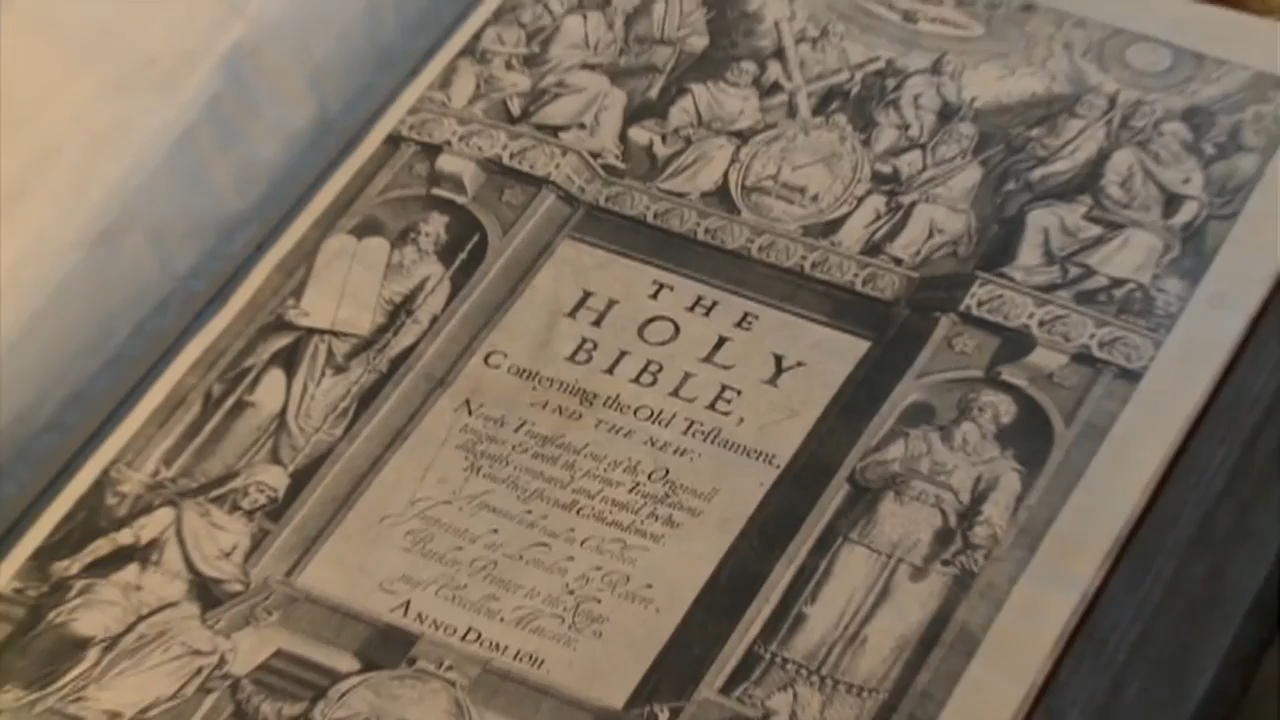 THE
HOLY
BIBLE,
Conteyning the Old Testament,
AND THE NEW:
Newly Translated out of the Originall
tongues: & with the former Translations
diligently compared and reuised by his
Maiesties speciall Comandement.
Appointed to be read in Churches.
Imprinted at London by Robert
Barker, Printer to the Kings
most Excellent Maiestie.
ANNO DOM. 1611.